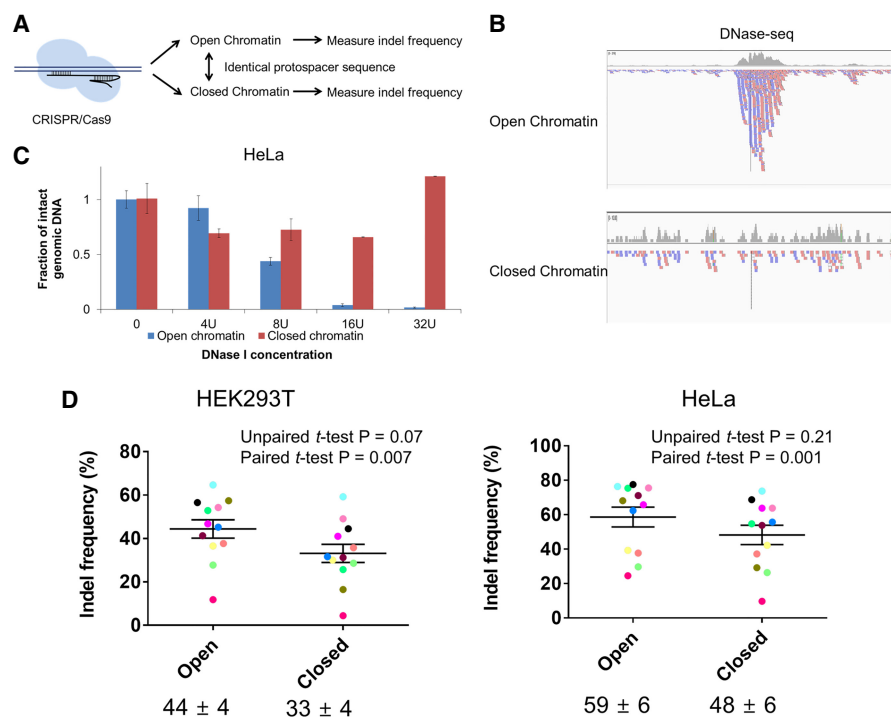 A
Open Chromatin
Measure indel frequency
Identical protospacer sequence
Closed Chromatin
Measure indel frequency
CRISPR/Cas9
B
DNase-seq
Open Chromatin
Closed Chromatin
C
HeLa
Fraction of intact
genomic DNA
1
0.5
0
0 4U 8U 16U 32U
Open chromatin Closed chromatin
DNase I concentration
D
HEK293T
Unpaired t-test P = 0.07
Paired t-test P = 0.007
Indel frequency (%)
80
60
40
20
0
Open Closed
44 ± 4 33 ± 4
HeLa
Unpaired t-test P = 0.21
Paired t-test P = 0.001
Indel frequency (%)
100
80
60
40
20
0
Open Closed
59 ± 6 48 ± 6